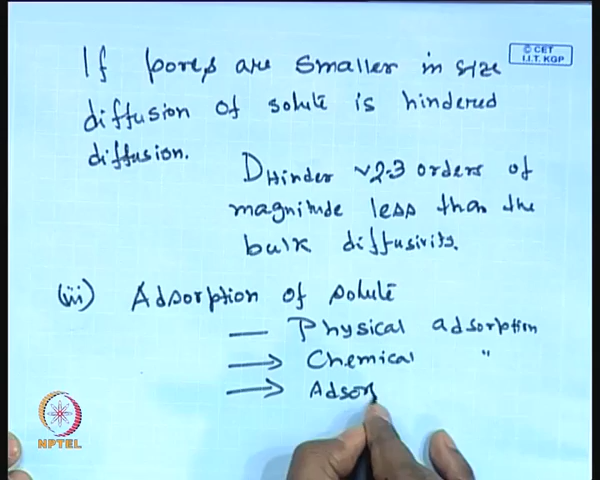 © CET
I.I.T. KGP
If pores are smaller in size
diffusion of solute is hindered
diffusion.
DHinder ~2-3 orders of
magnitude less than the
bulk diffusivity.
(iii) Adsorption of solute
— Physical adsorption
→ Chemical "
→ Adsor
NPTEL